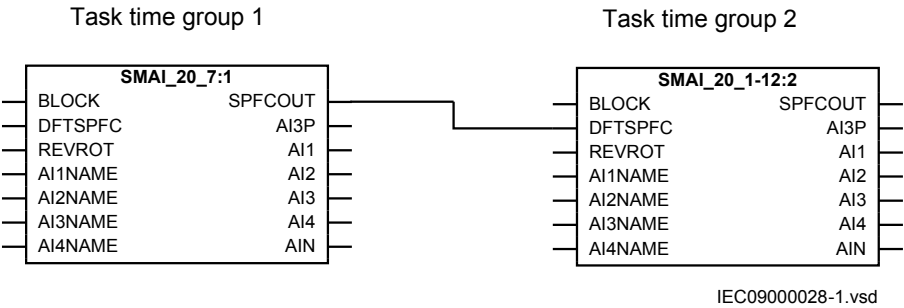 Task time group 1
Task time group 2
SMAI_20_7:1
BLOCK SPFCOUT
DFTSPFC AI3P
REVROT AI1
AI1NAME AI2
AI2NAME AI3
AI3NAME AI4
AI4NAME AIN
SMAI_20_1-12:2
BLOCK SPFCOUT
DFTSPFC AI3P
REVROT AI1
AI1NAME AI2
AI2NAME AI3
AI3NAME AI4
AI4NAME AIN
IEC09000028-1.vsd